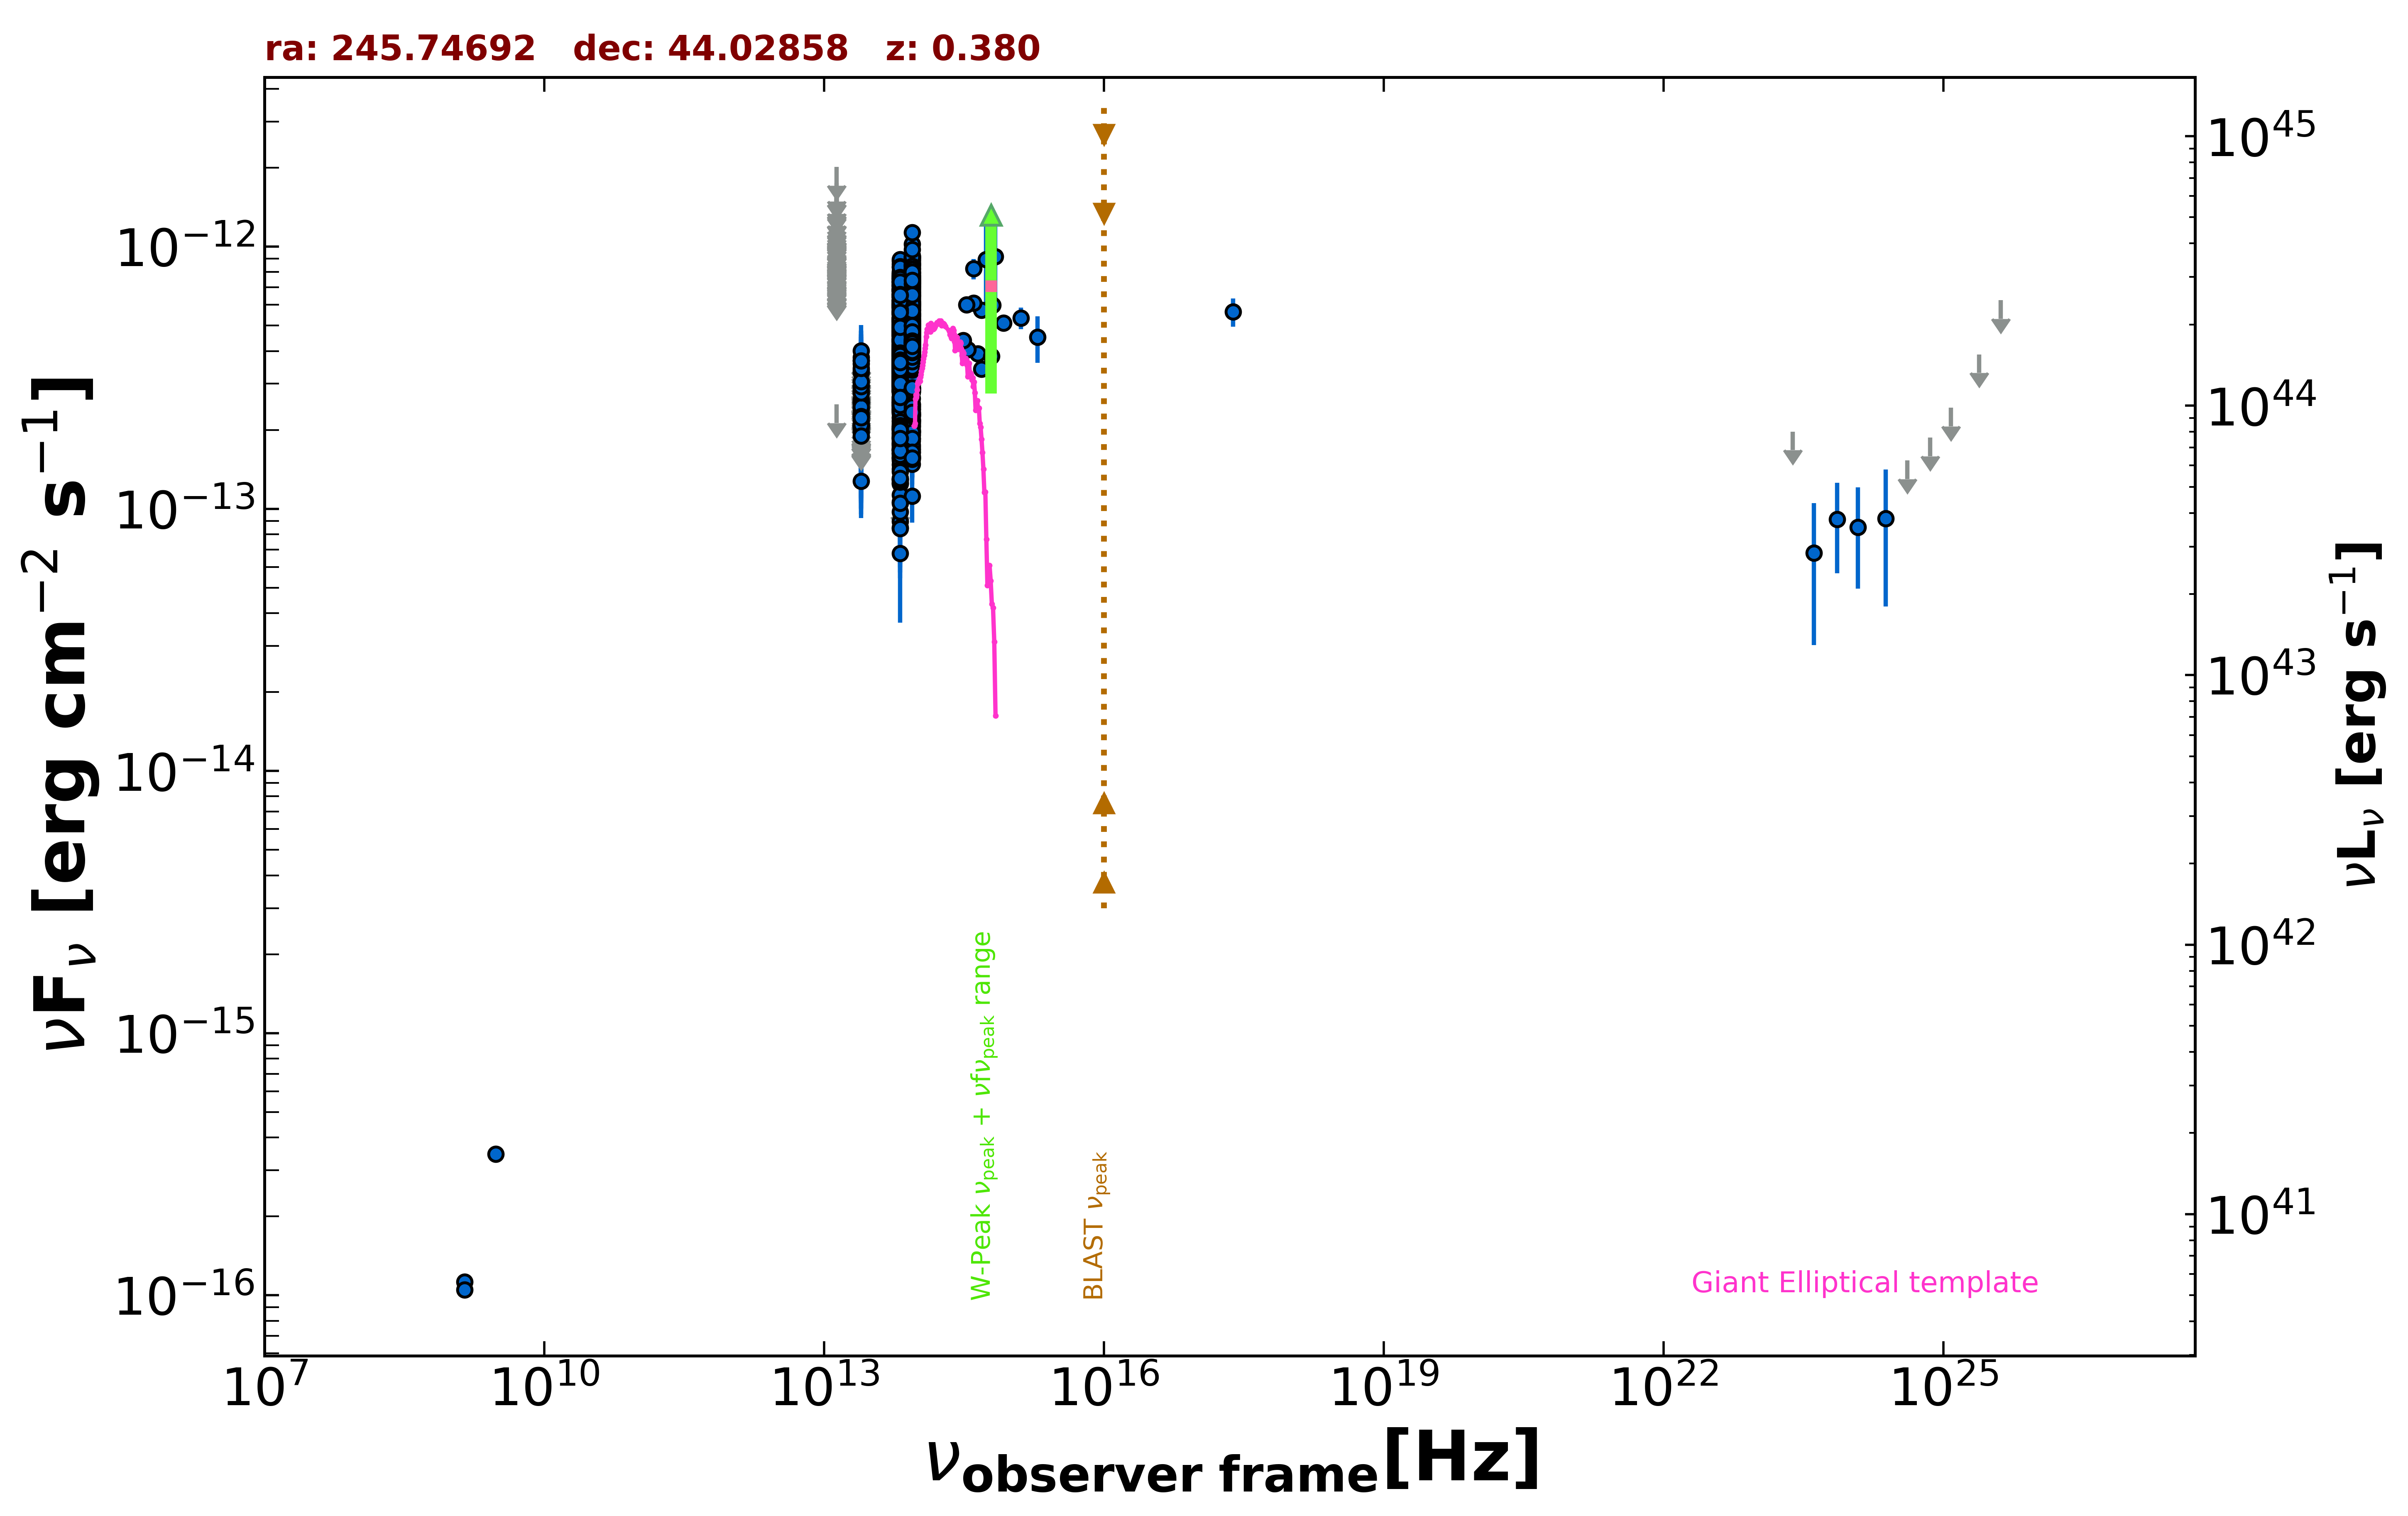 ra: 245.74692 dec: 44.02858 z: 0.380
νFν [erg cm⁻² s⁻¹]
10⁻¹²
10⁻¹³
10⁻¹⁴
10⁻¹⁵
10⁻¹⁶
10⁷
10¹⁰
10¹³
10¹⁶
10¹⁹
10²²
10²⁵
ν observer frame [Hz]
10⁴⁵
10⁴⁴
10⁴³
10⁴²
10⁴¹
νLν [erg s⁻¹]
W-Peak νpeak + νfνpeak range
BLAST νpeak
Giant Elliptical template